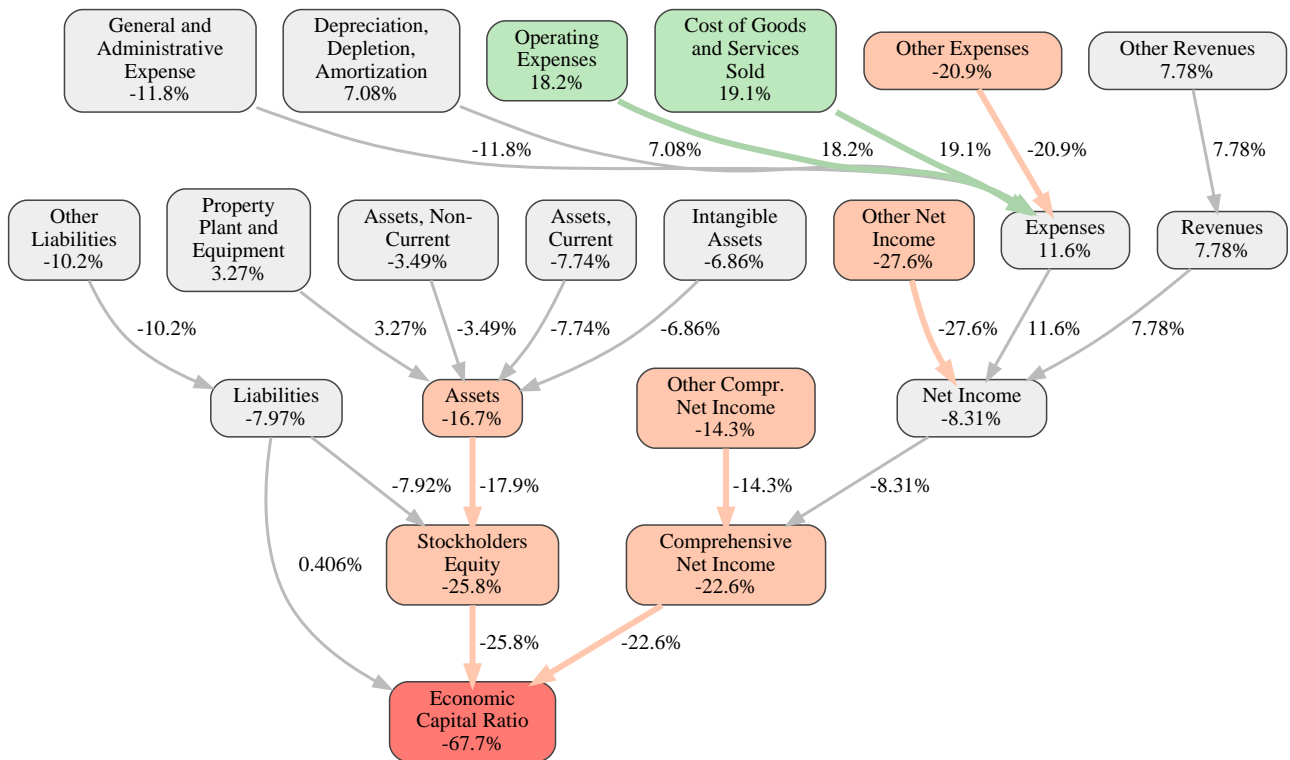 General and
Administrative
Expense
-11.8%
Depreciation,
Depletion,
Amortization
7.08%
Operating
Expenses
18.2%
Cost of Goods
and Services
Sold
19.1%
Other Expenses
-20.9%
Other Revenues
7.78%
-11.8%
7.08%
18.2%
19.1%
-20.9%
7.78%
Other
Liabilities
-10.2%
Property
Plant and
Equipment
3.27%
Assets, Non-
Current
-3.49%
Assets,
Current
-7.74%
Intangible
Assets
-6.86%
Other Net
Income
-27.6%
Expenses
11.6%
Revenues
7.78%
-10.2%
3.27%
-3.49%
-7.74%
-6.86%
-27.6%
11.6%
7.78%
Liabilities
-7.97%
Assets
-16.7%
Other Compr.
Net Income
-14.3%
Net Income
-8.31%
-7.92%
-17.9%
-14.3%
-8.31%
0.406%
Stockholders
Equity
-25.8%
Comprehensive
Net Income
-22.6%
-25.8%
-22.6%
Economic
Capital Ratio
-67.7%